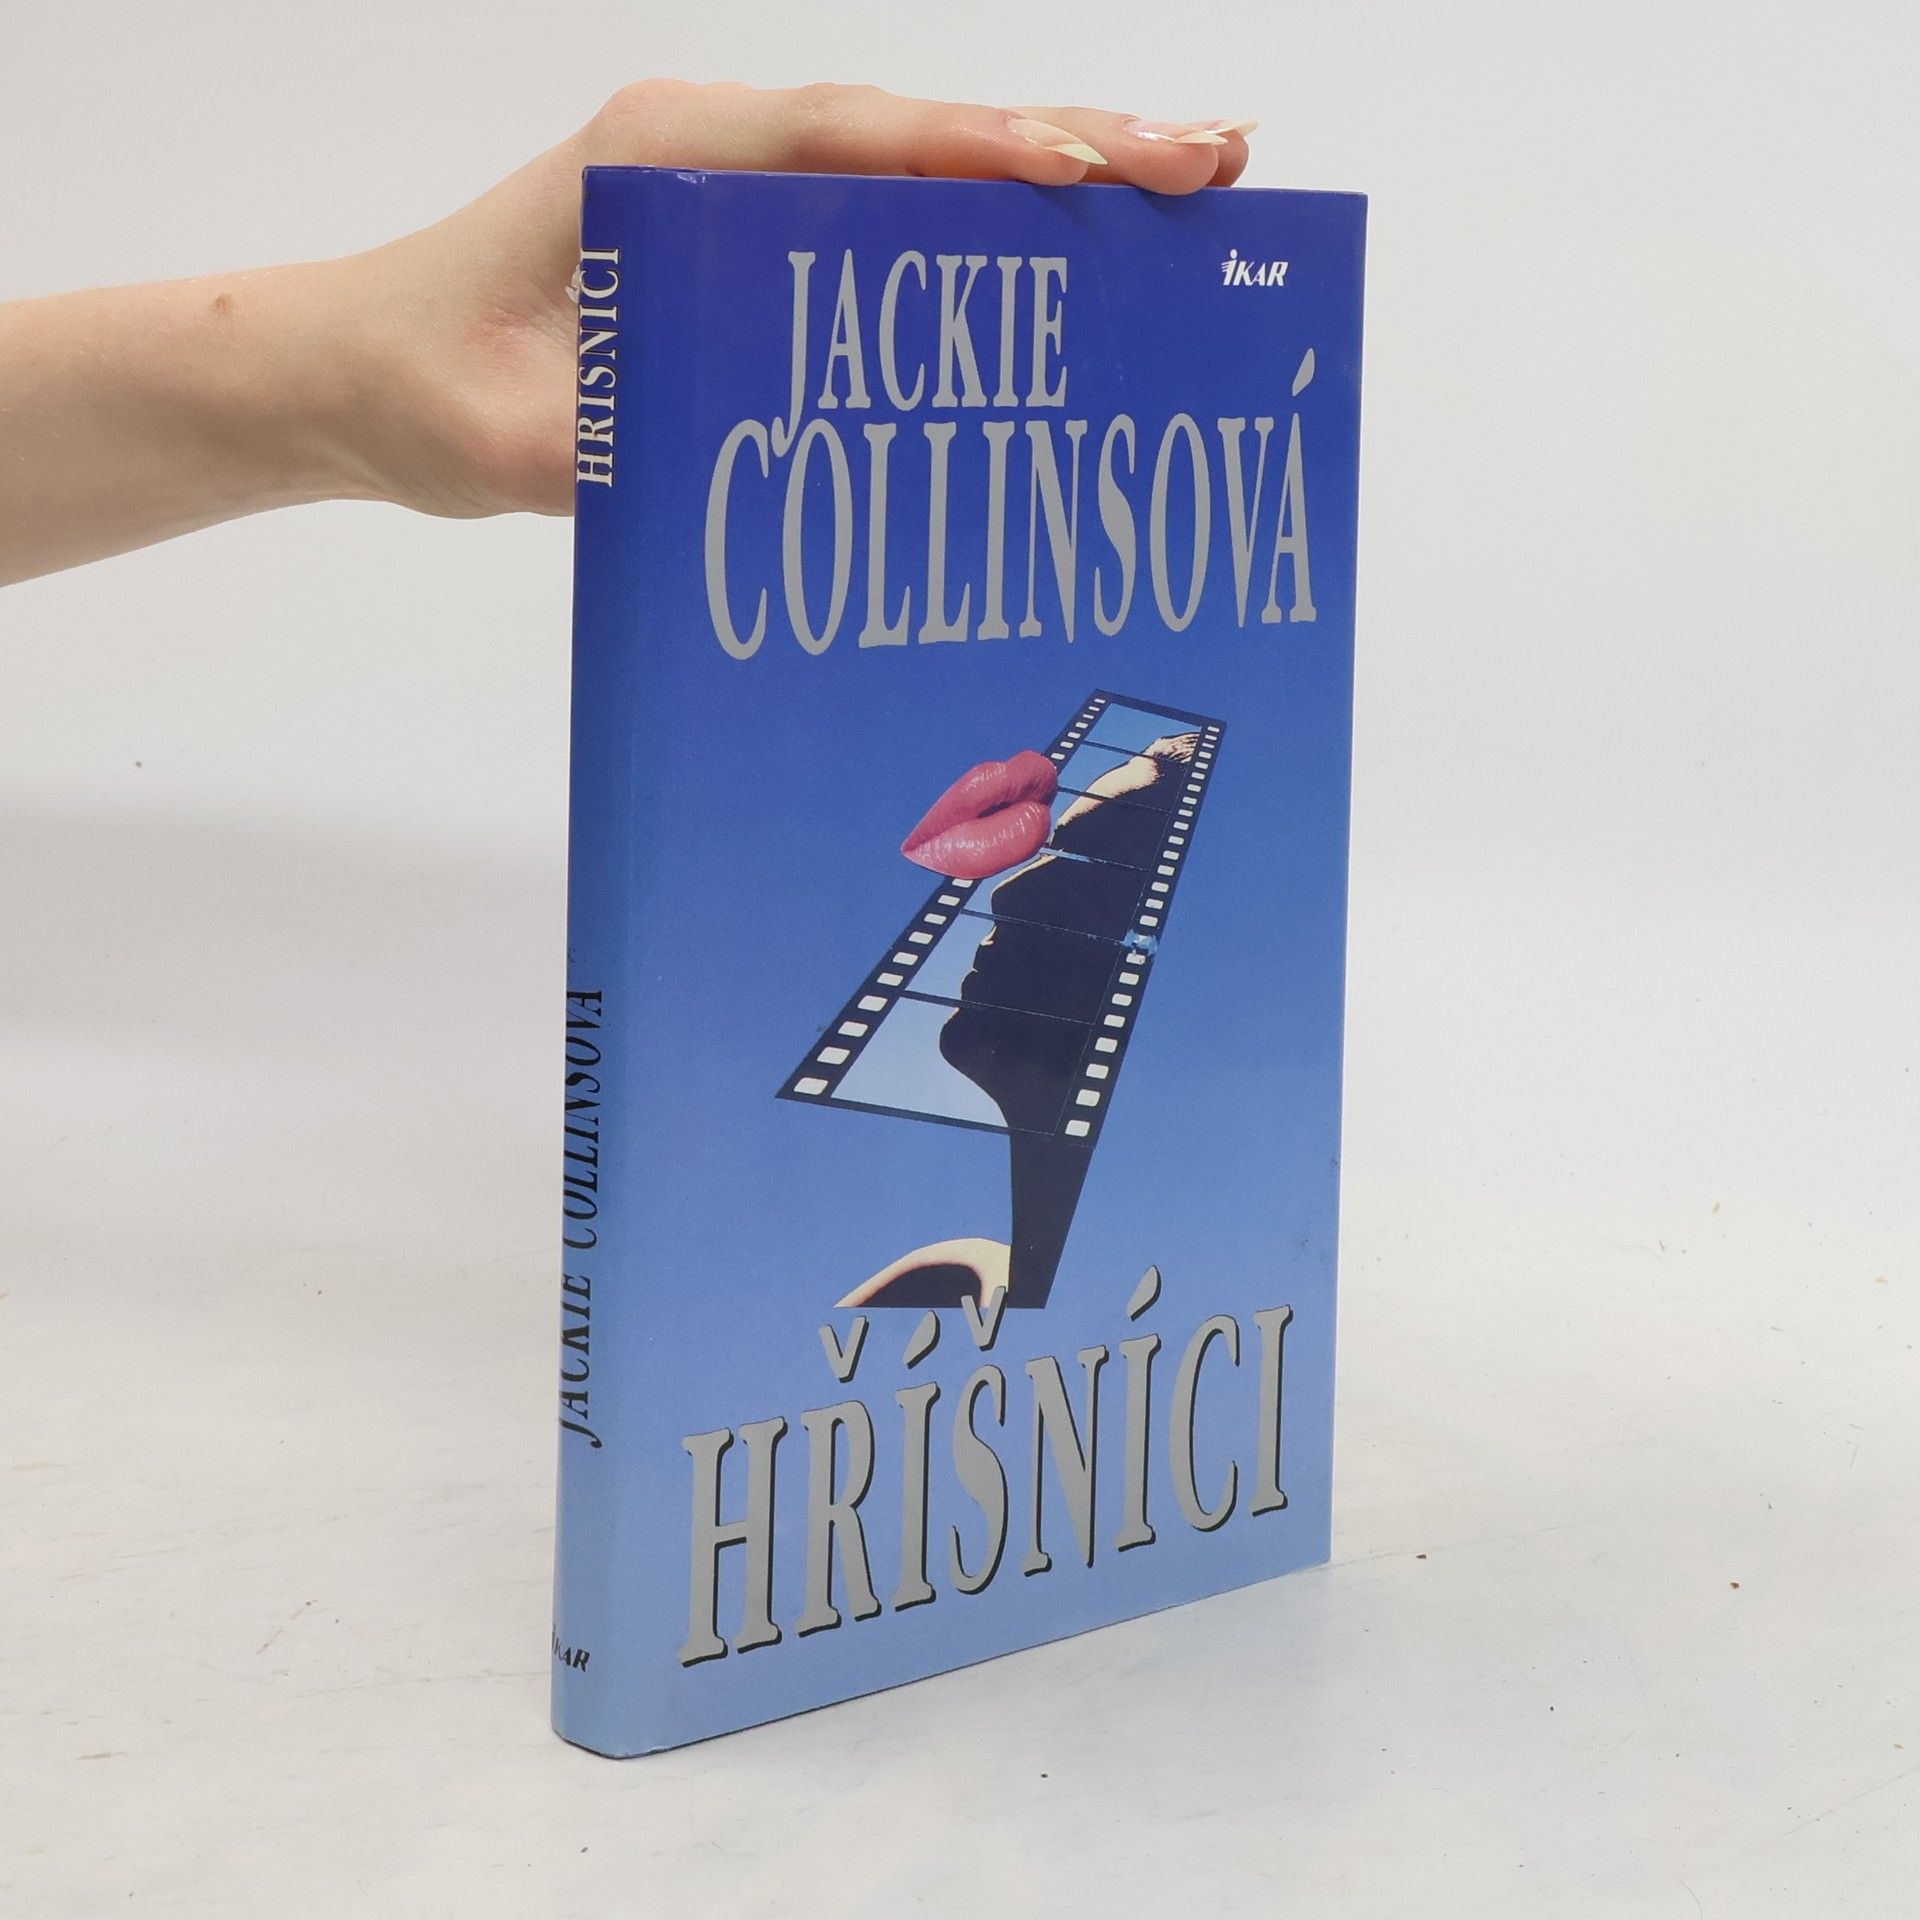 HŘÍŠNÍCI
JACKIE COLLINSOVÁ
IKAR
IKAR
JACKIE
COLLINSOVÁ
HŘÍŠNÍCI